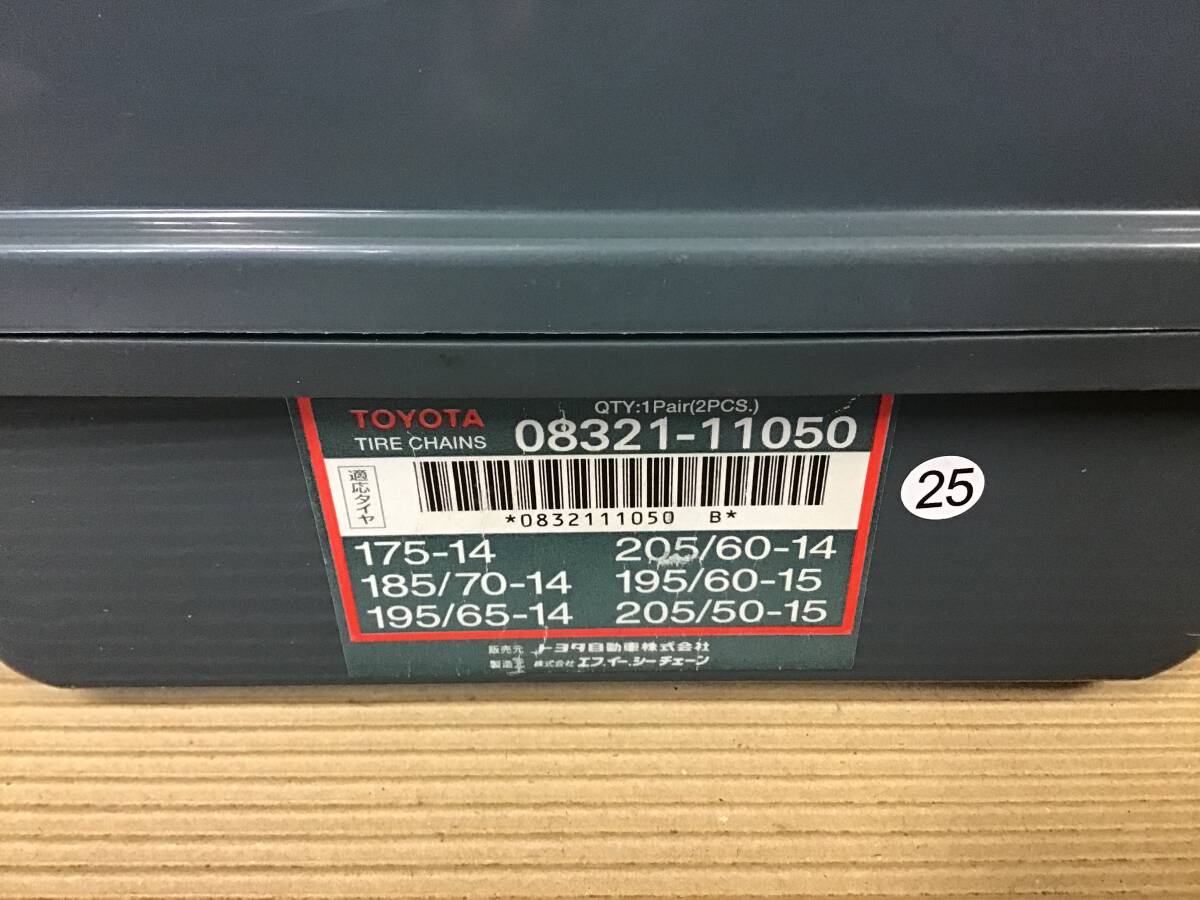 QTY:1Pair(2PCS.)
TOYOTA
TIRE CHAINS
08321-11050
適応タイヤ
*0832111050 B*
175-14
205/60-14
185/70-14
195/60-15
195/65-14
205/50-15
販売元 トヨタ自動車株式会社
製造元 株式会社 エフ.イー.シーチェーン
25